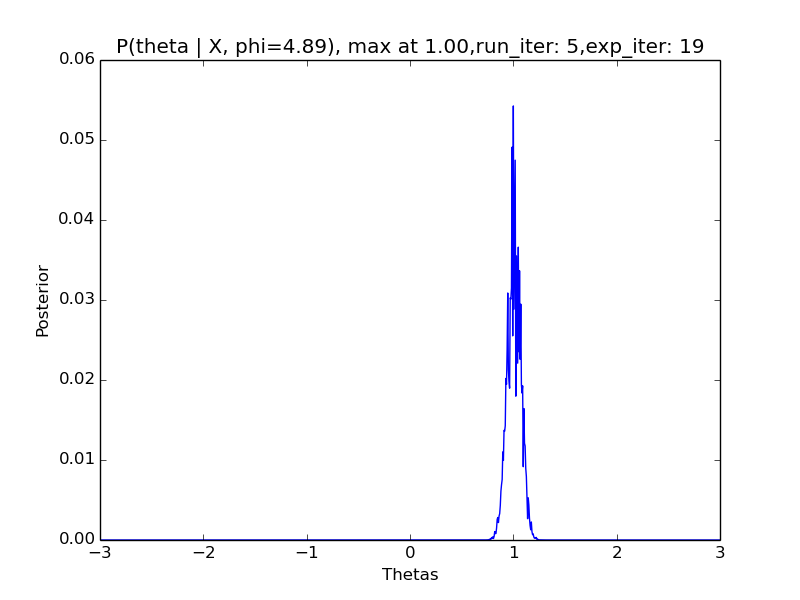 P(theta | X, phi=4.89), max at 1.00,run_iter: 5,exp_iter: 19
0.06
0.05
0.04
0.03
0.02
0.01
0.00
Posterior
−3 −2 −1 0 1 2 3
Thetas